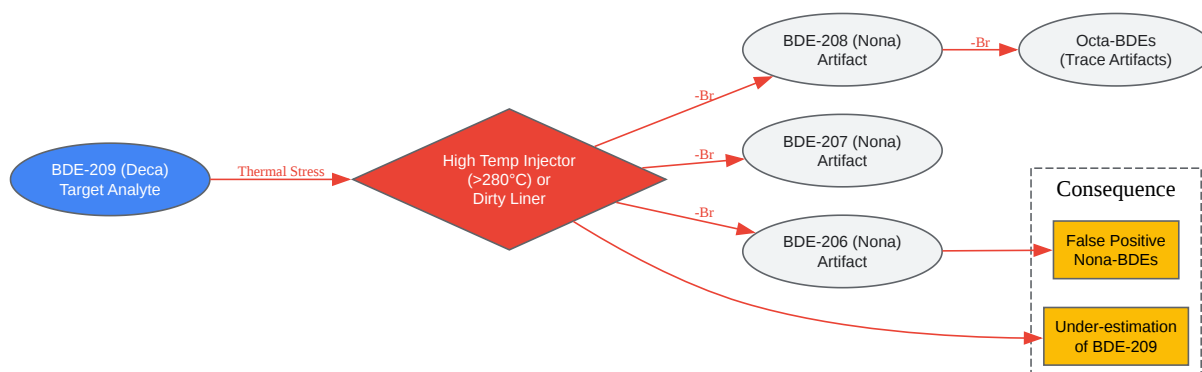 BDE-209 (Deca)
Target Analyte
Thermal Stress
High Temp Injector
(>280°C) or
Dirty Liner
-Br
BDE-208 (Nona)
Artifact
-Br
Octa-BDEs
(Trace Artifacts)
-Br
BDE-207 (Nona)
Artifact
-Br
BDE-206 (Nona)
Artifact
Consequence
False Positive
Nona-BDEs
Under-estimation
of BDE-209